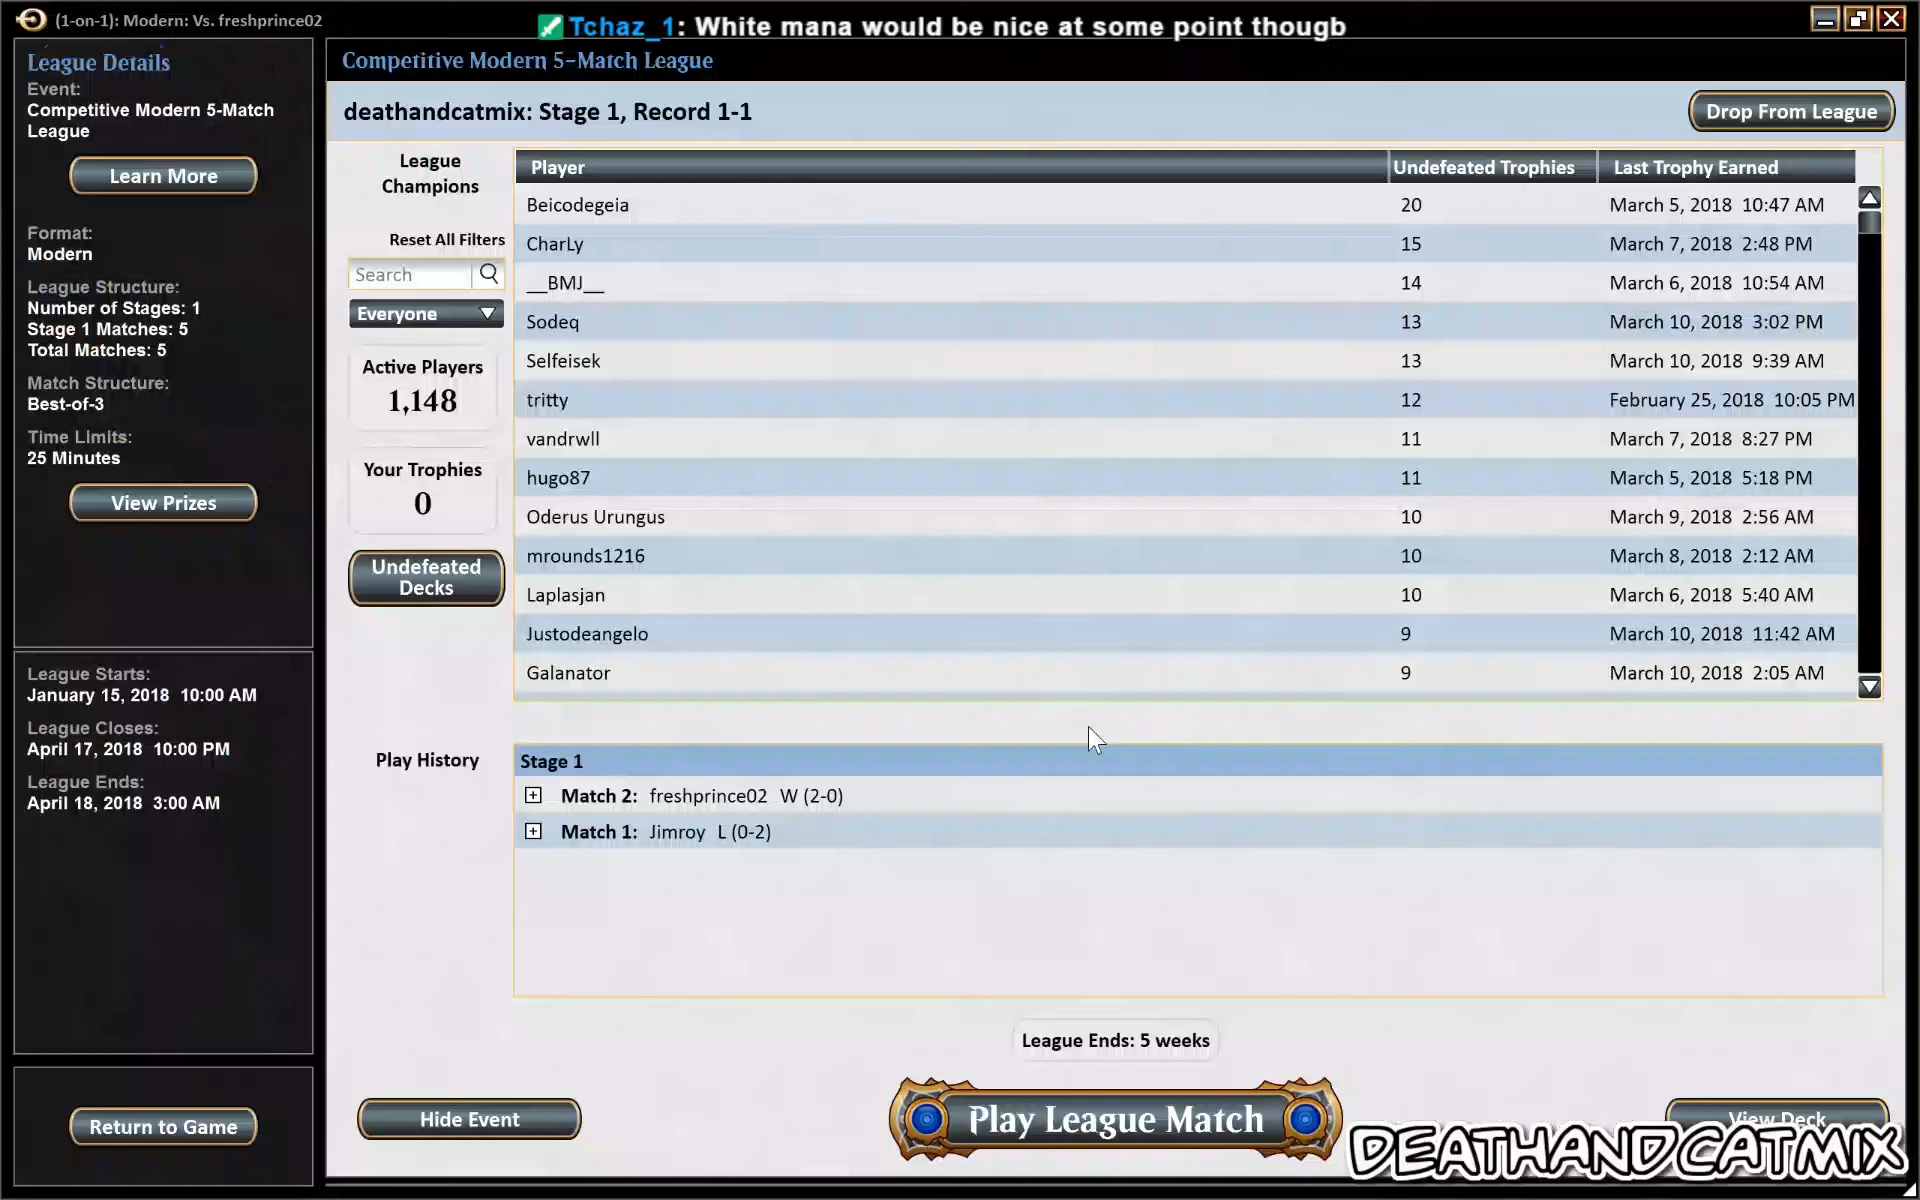 (1-on-1): Modern: Vs. freshprince02
Tchaz_1: White mana would be nice at some point thougb
League Details
Event:
Competitive Modern 5-Match
League
Learn More
Format:
Modern
League Structure:
Number of Stages: 1
Stage 1 Matches: 5
Total Matches: 5
Match Structure:
Best-of-3
Time Limits:
25 Minutes
View Prizes
League Starts:
January 15, 2018 10:00 AM
League Closes:
April 17, 2018 10:00 PM
League Ends:
April 18, 2018 3:00 AM
Return to Game
Competitive Modern 5-Match League
deathandcatmix: Stage 1, Record 1-1
Drop From League
League
Champions
Reset All Filters
Search
Everyone
Active Players
1,148
Your Trophies
0
Undefeated
Decks
Player Undefeated Trophies Last Trophy Earned
Beicodegeia 20 March 5, 2018 10:47 AM
CharLy 15 March 7, 2018 2:48 PM
__BMJ__ 14 March 6, 2018 10:54 AM
Sodeq 13 March 10, 2018 3:02 PM
Selfeisek 13 March 10, 2018 9:39 AM
tritty 12 February 25, 2018 10:05 PM
vandrwll 11 March 7, 2018 8:27 PM
hugo87 11 March 5, 2018 5:18 PM
Oderus Urungus 10 March 9, 2018 2:56 AM
mrounds1216 10 March 8, 2018 2:12 AM
Laplasjan 10 March 6, 2018 5:40 AM
Justodeangelo 9 March 10, 2018 11:42 AM
Galanator 9 March 10, 2018 2:05 AM
Play History
Stage 1
Match 2: freshprince02 W (2-0)
Match 1: Jimroy L (0-2)
League Ends: 5 weeks
Hide Event
Play League Match
View Deck
DEATHANDCATMIX